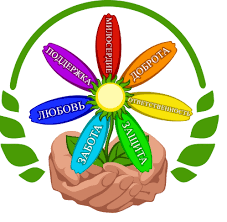 МИЛОСЕРДИЕ
ДОБРОТА
ОТВЕТСТВЕННОСТЬ
ЗАЩИТА
ЗАБОТА
ЛЮБОВЬ
ПОДДЕРЖКА